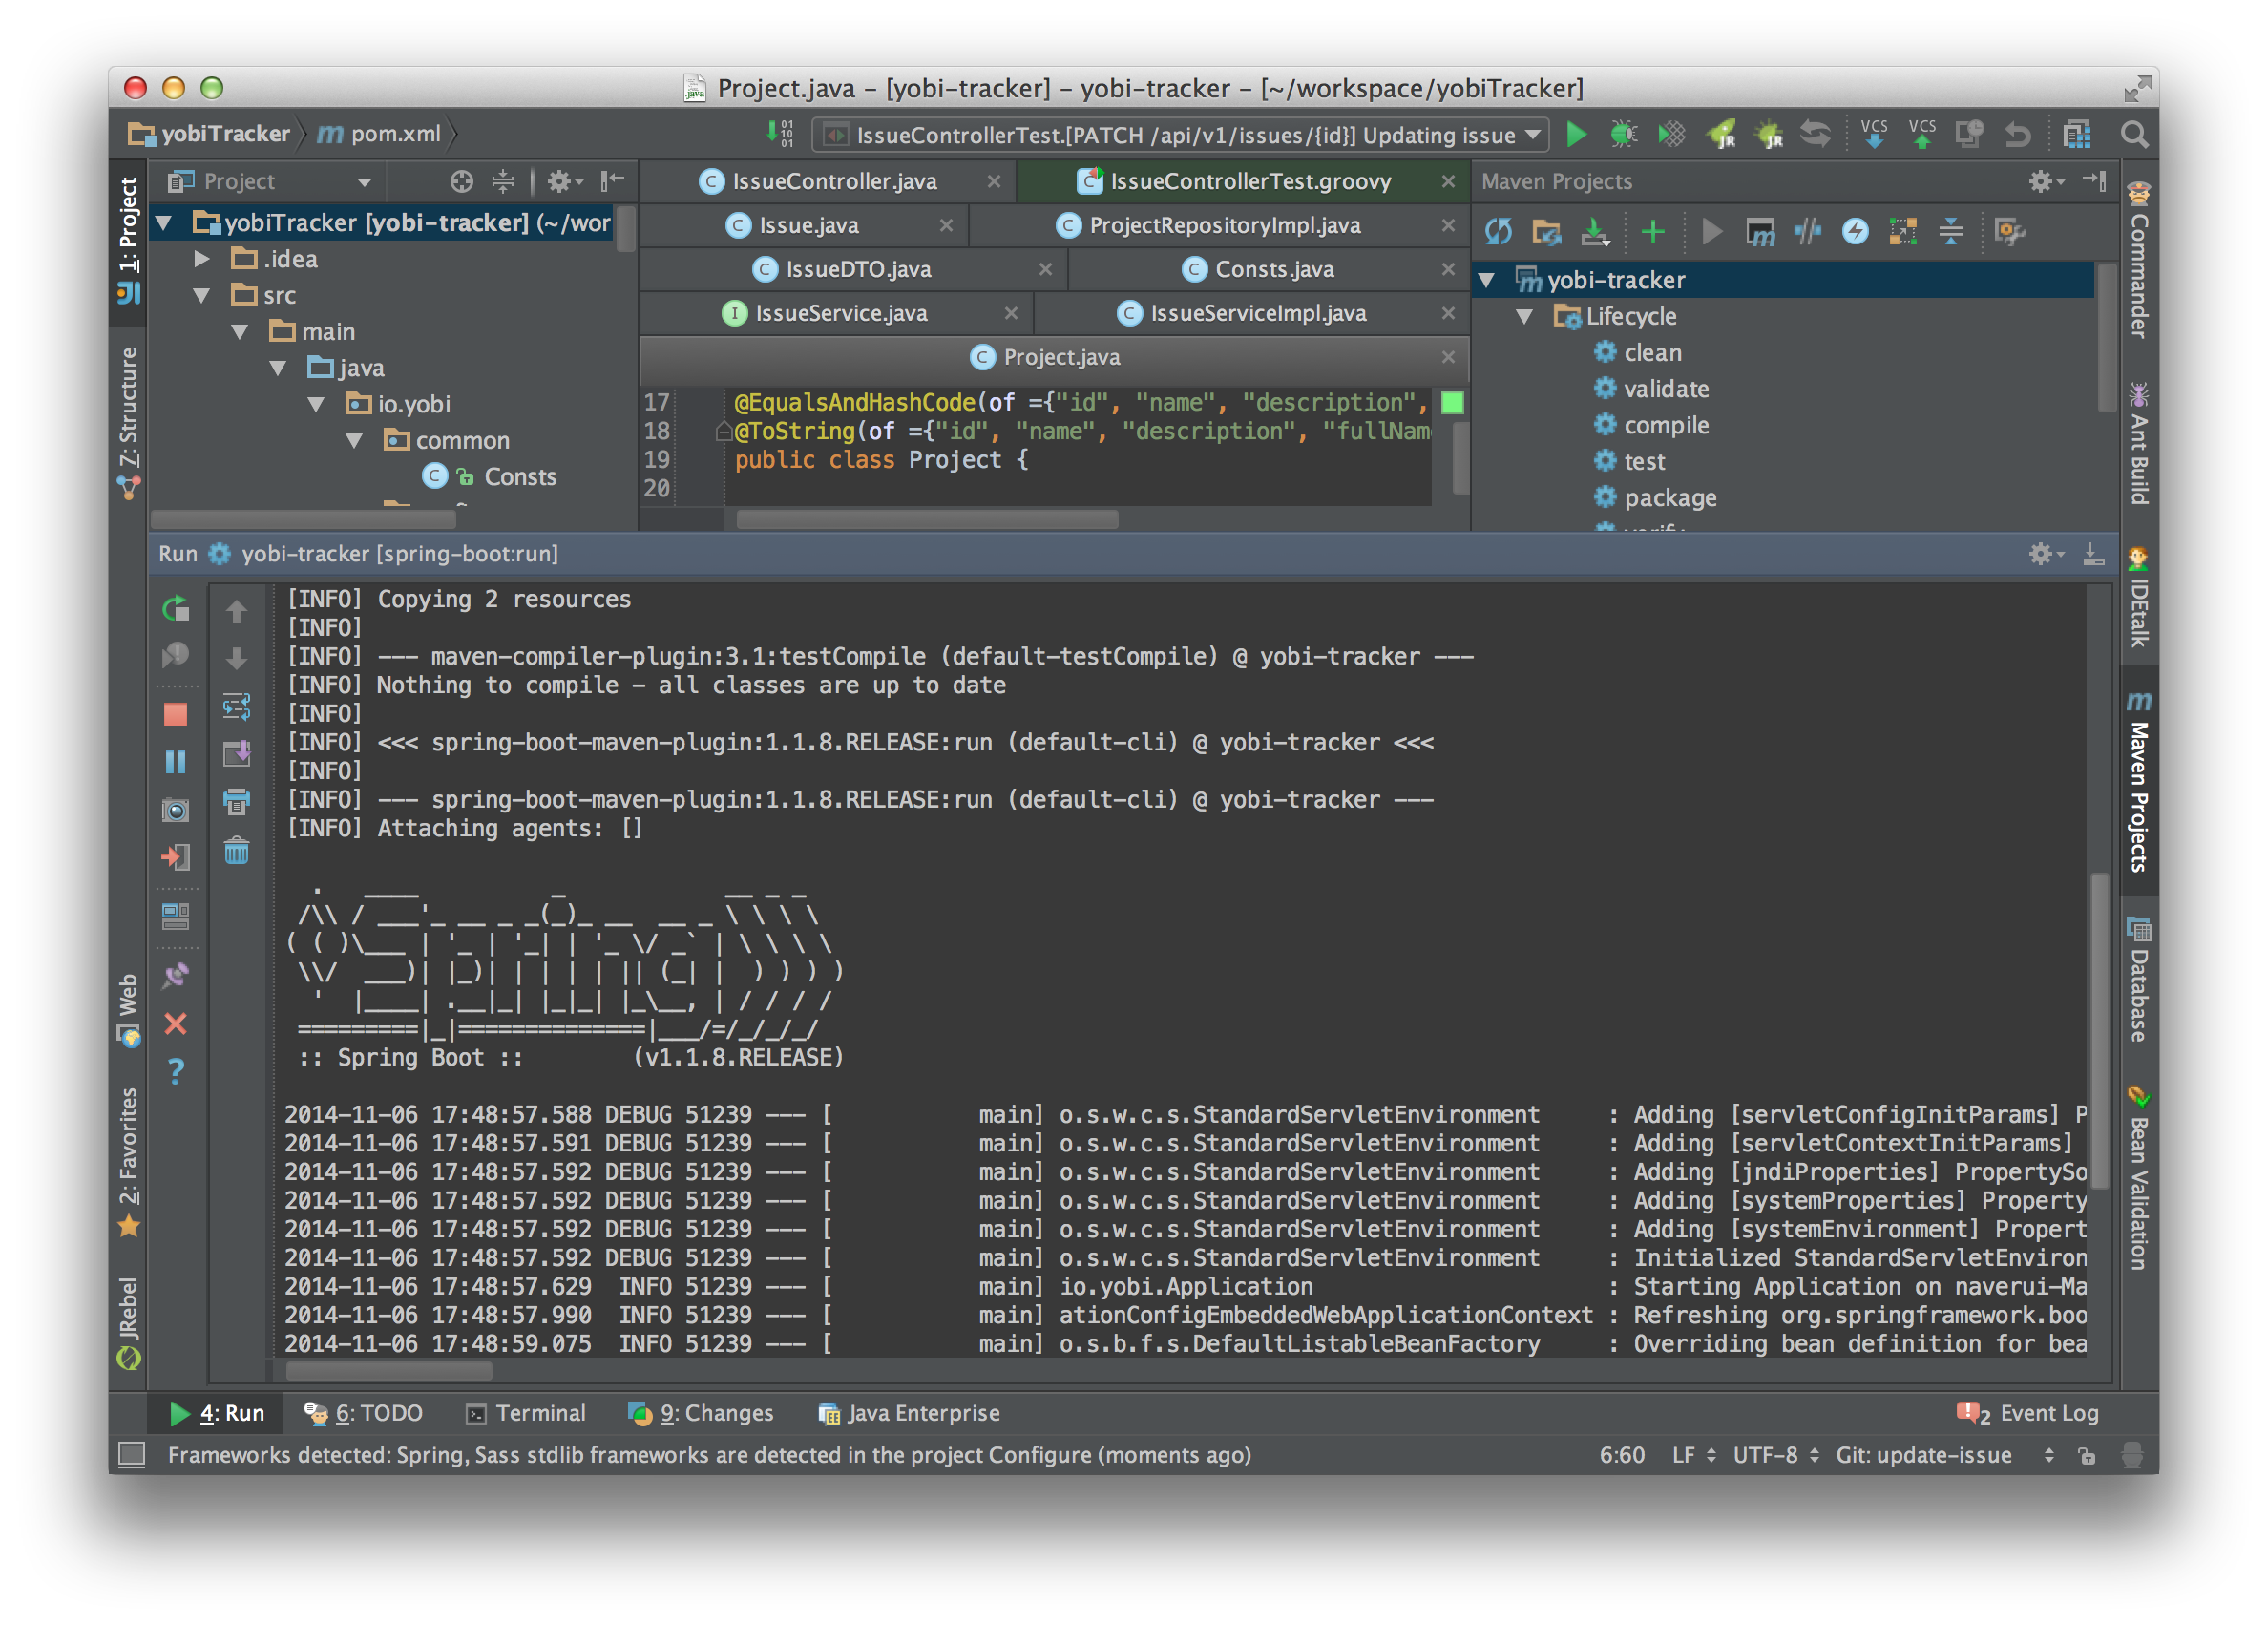 Project.java – [yobi-tracker] – yobi-tracker – [~/workspace/yobiTracker]
yobiTracker
pom.xml
IssueControllerTest.[PATCH /api/v1/issues/{id}] Updating issue
VCS
VCS
1: Project
Z: Structure
Web
2: Favorites
JRebel
Project
yobiTracker [yobi-tracker] (~/wor
.idea
src
main
java
io.yobi
common
Consts
IssueController.java
IssueControllerTest.groovy
Issue.java
ProjectRepositoryImpl.java
IssueDTO.java
Consts.java
IssueService.java
IssueServiceImpl.java
Project.java
17 @EqualsAndHashCode(of ={"id", "name", "description",
18 @ToString(of ={"id", "name", "description", "fullNam
19 public class Project {
20
Maven Projects
yobi-tracker
Lifecycle
clean
validate
compile
test
package
verify
Commander
Ant Build
IDEtalk
Maven Projects
Database
Bean Validation
Run yobi-tracker [spring-boot:run]
[INFO] Copying 2 resources
[INFO]
[INFO] --- maven-compiler-plugin:3.1:testCompile (default-testCompile) @ yobi-tracker ---
[INFO] Nothing to compile - all classes are up to date
[INFO]
[INFO] <<< spring-boot-maven-plugin:1.1.8.RELEASE:run (default-cli) @ yobi-tracker <<<
[INFO]
[INFO] --- spring-boot-maven-plugin:1.1.8.RELEASE:run (default-cli) @ yobi-tracker ---
[INFO] Attaching agents: []
Spring
:: Spring Boot :: (v1.1.8.RELEASE)
2014-11-06 17:48:57.588 DEBUG 51239 --- [ main] o.s.w.c.s.StandardServletEnvironment : Adding [servletConfigInitParams] P
2014-11-06 17:48:57.591 DEBUG 51239 --- [ main] o.s.w.c.s.StandardServletEnvironment : Adding [servletContextInitParams]
2014-11-06 17:48:57.592 DEBUG 51239 --- [ main] o.s.w.c.s.StandardServletEnvironment : Adding [jndiProperties] PropertySo
2014-11-06 17:48:57.592 DEBUG 51239 --- [ main] o.s.w.c.s.StandardServletEnvironment : Adding [systemProperties] Property
2014-11-06 17:48:57.592 DEBUG 51239 --- [ main] o.s.w.c.s.StandardServletEnvironment : Adding [systemEnvironment] Propert
2014-11-06 17:48:57.592 DEBUG 51239 --- [ main] o.s.w.c.s.StandardServletEnvironment : Initialized StandardServletEnviron
2014-11-06 17:48:57.629 INFO 51239 --- [ main] io.yobi.Application : Starting Application on naverui-Ma
2014-11-06 17:48:57.990 INFO 51239 --- [ main] ationConfigEmbeddedWebApplicationContext : Refreshing org.springframework.boo
2014-11-06 17:48:59.075 INFO 51239 --- [ main] o.s.b.f.s.DefaultListableBeanFactory : Overriding bean definition for bea
4: Run
6: TODO
Terminal
9: Changes
Java Enterprise
2 Event Log
Frameworks detected: Spring, Sass stdlib frameworks are detected in the project Configure (moments ago)
6:60 LF UTF-8 Git: update-issue